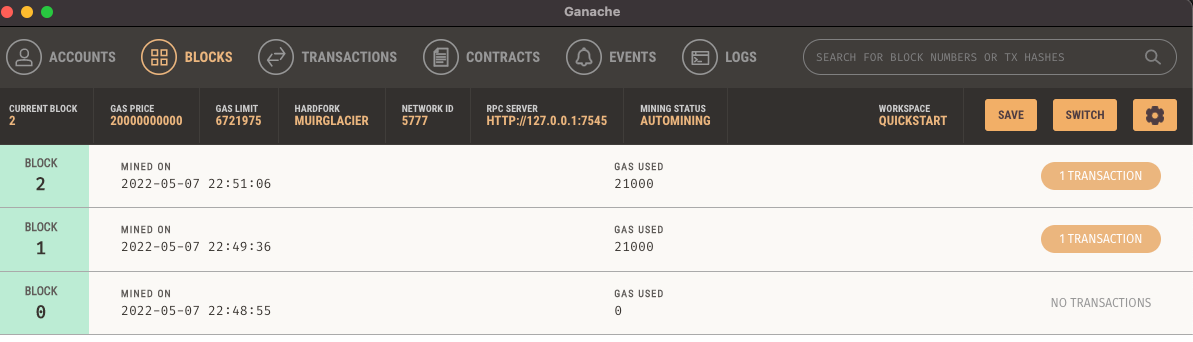 Ganache
ACCOUNTS BLOCKS TRANSACTIONS CONTRACTS EVENTS LOGS SEARCH FOR BLOCK NUMBERS OR TX HASHES
CURRENT BLOCK GAS PRICE GAS LIMIT HARDFORK NETWORK ID RPC SERVER MINING STATUS WORKSPACE
2 20000000000 6721975 MUIRGLACIER 5777 HTTP://127.0.0.1:7545 AUTOMINING QUICKSTART SAVE SWITCH
BLOCK MINED ON GAS USED
2 2022-05-07 22:51:06 21000 1 TRANSACTION
BLOCK MINED ON GAS USED
1 2022-05-07 22:49:36 21000 1 TRANSACTION
BLOCK MINED ON GAS USED
0 2022-05-07 22:48:55 0 NO TRANSACTIONS